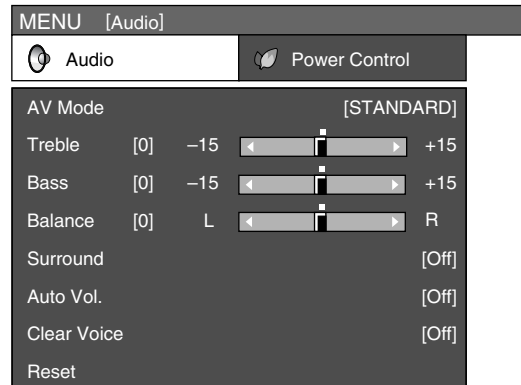 MENU [Audio]
Audio Power Control
AV Mode [STANDARD]
Treble [0] –15 +15
Bass [0] –15 +15
Balance [0] L R
Surround [Off]
Auto Vol. [Off]
Clear Voice [Off]
Reset